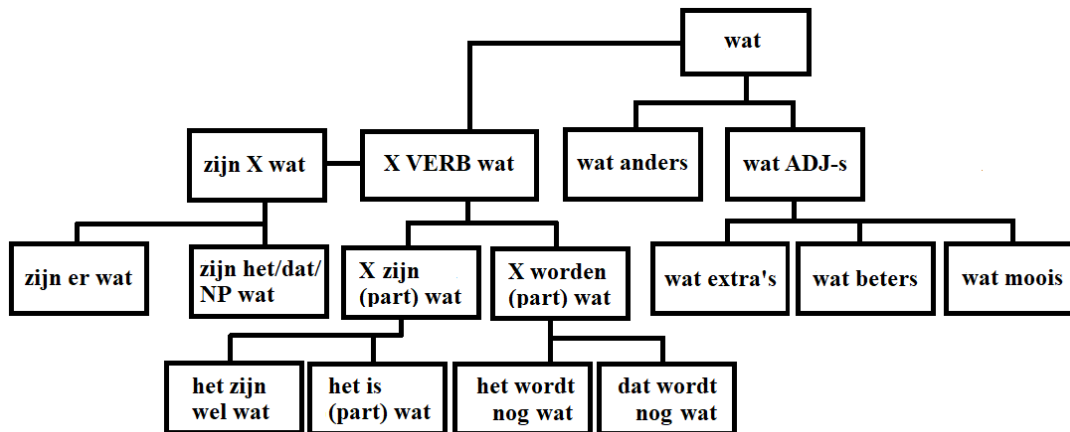 wat
zijn X wat
X VERB wat
wat anders
wat ADJ-s
zijn er wat
zijn het/dat/
NP wat
X zijn
(part) wat
X worden
(part) wat
wat extra's
wat beters
wat moois
het zijn
wel wat
het is
(part) wat
het wordt
nog wat
dat wordt
nog wat